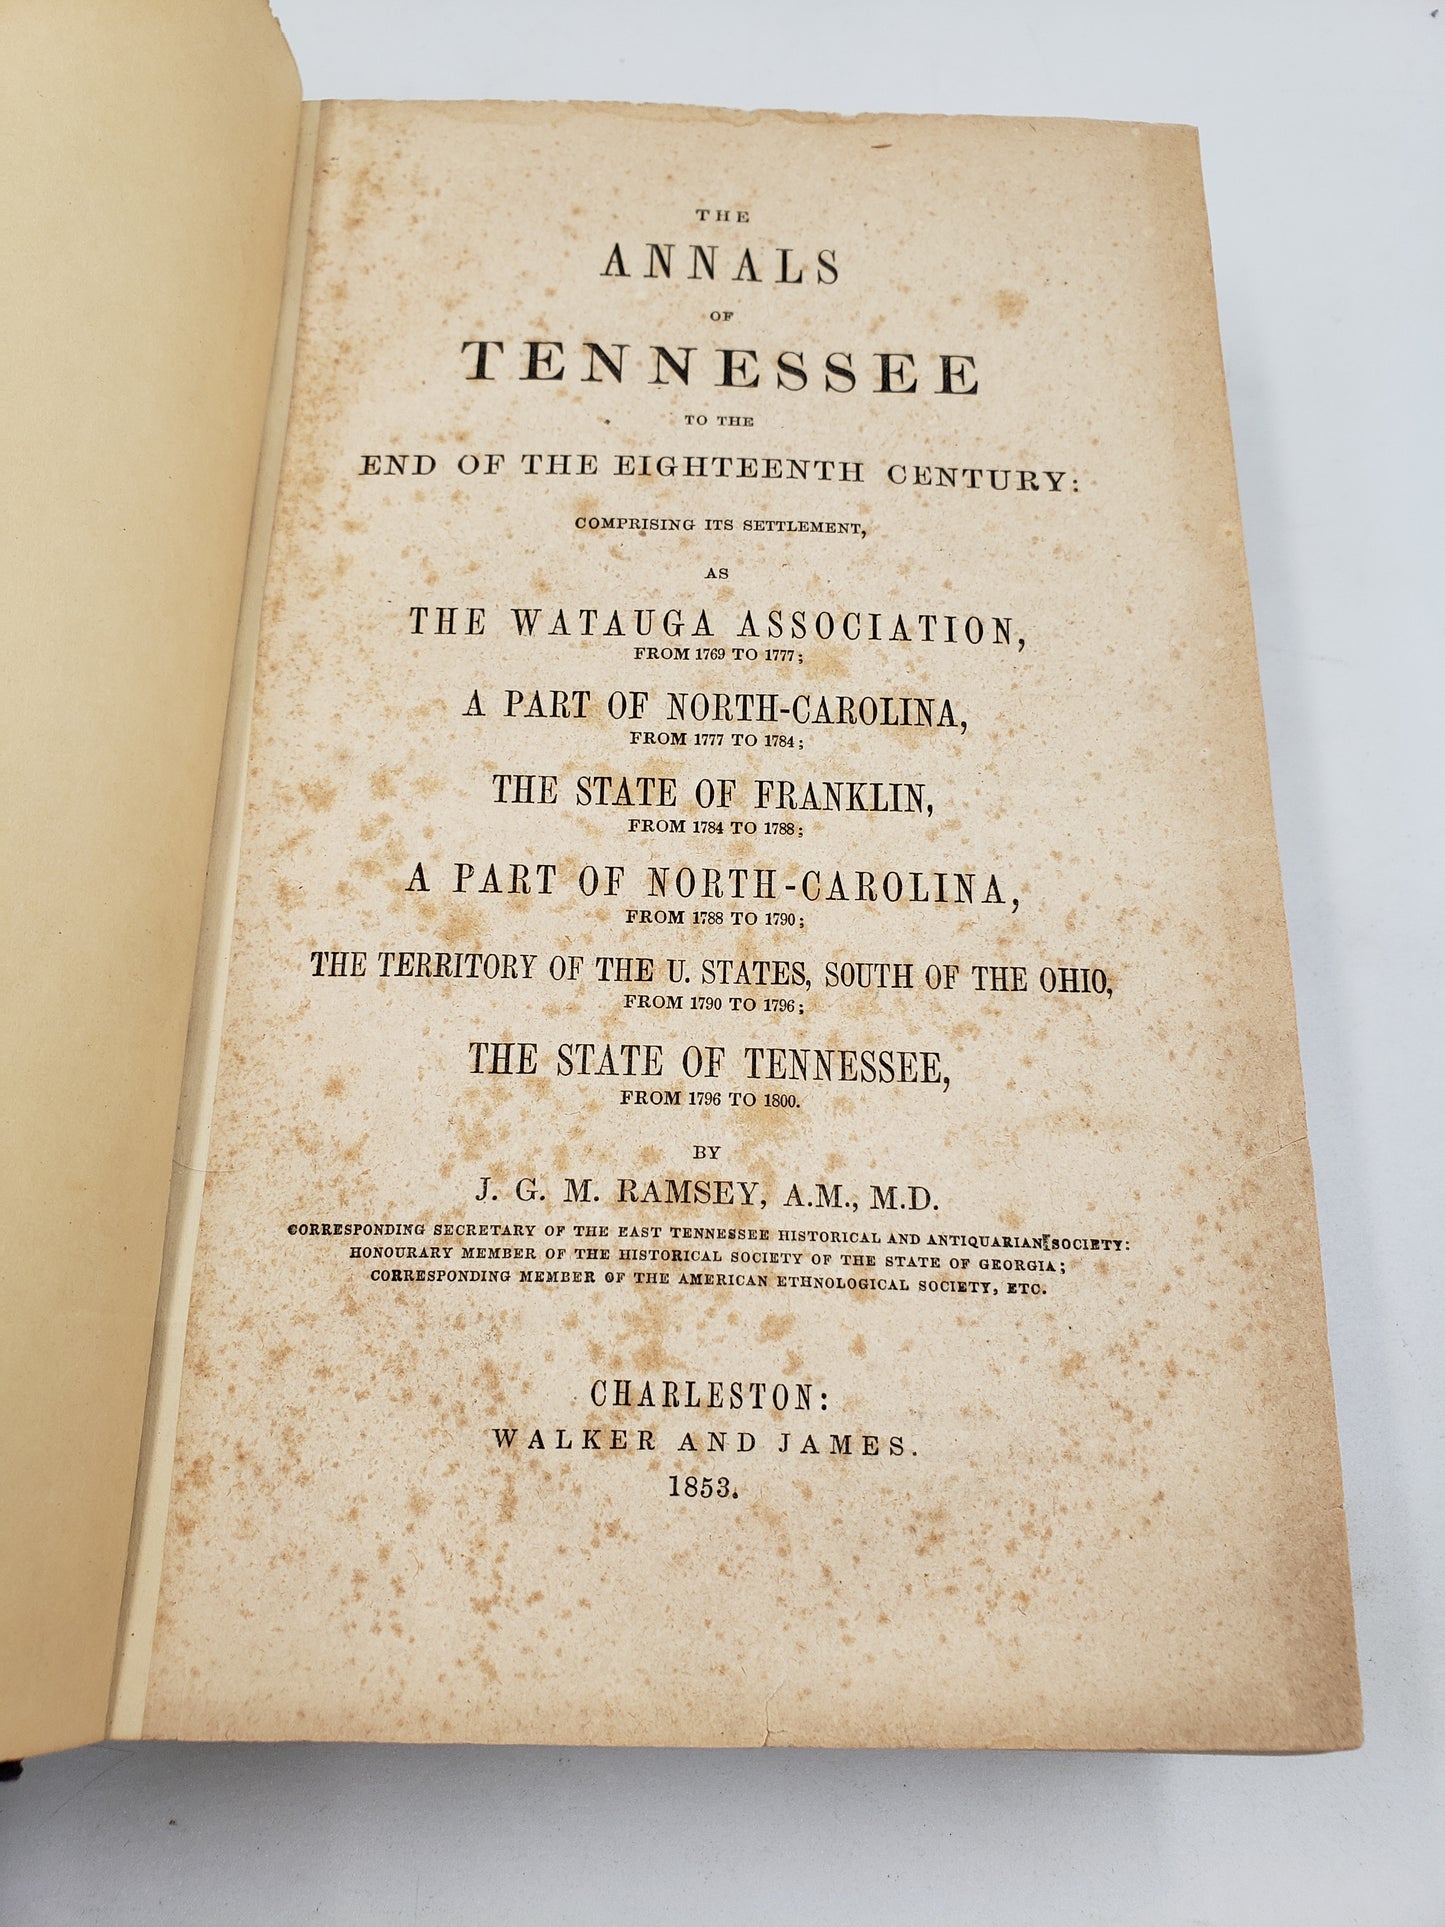 THE
ANNALS
OF
TENNESSEE
TO THE
END OF THE EIGHTEENTH CENTURY:
COMPRISING ITS SETTLEMENT,
AS
THE WATAUGA ASSOCIATION,
FROM 1769 TO 1777;
A PART OF NORTH-CAROLINA,
FROM 1777 TO 1784;
THE STATE OF FRANKLIN,
FROM 1784 TO 1788;
A PART OF NORTH-CAROLINA,
FROM 1788 TO 1790;
THE TERRITORY OF THE U. STATES, SOUTH OF THE OHIO,
FROM 1790 TO 1796;
THE STATE OF TENNESSEE,
FROM 1796 TO 1800.
BY
J. G. M. RAMSEY, A.M., M.D.
CORRESPONDING SECRETARY OF THE EAST TENNESSEE HISTORICAL AND ANTIQUARIAN SOCIETY:
HONOURARY MEMBER OF THE HISTORICAL SOCIETY OF THE STATE OF GEORGIA;
CORRESPONDING MEMBER OF THE AMERICAN ETHNOLOGICAL SOCIETY, ETC.
CHARLESTON:
WALKER AND JAMES.
1853.